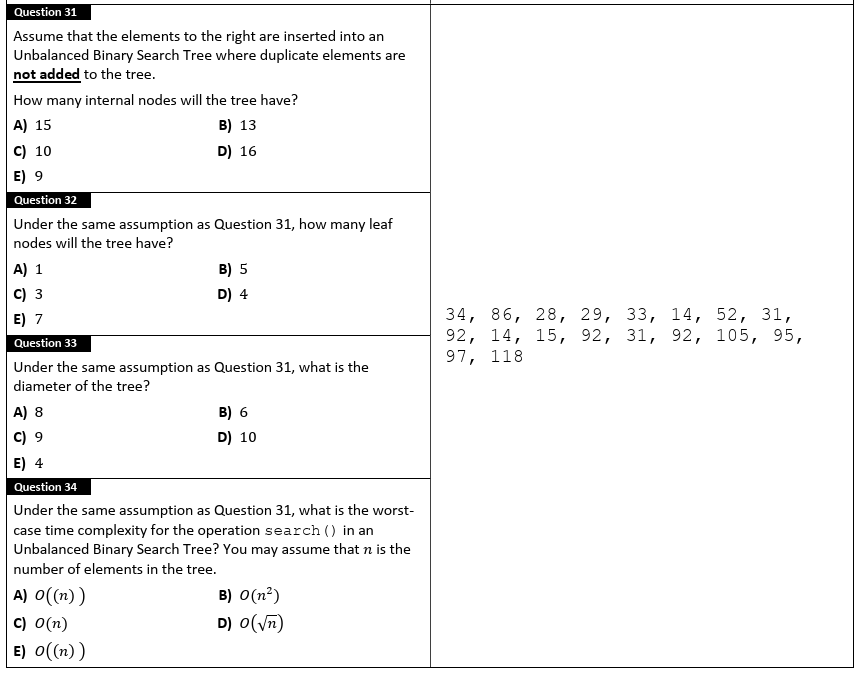 Question 31
Assume that the elements to the right are inserted into an
Unbalanced Binary Search Tree where duplicate elements are
not added to the tree.
How many internal nodes will the tree have?
A) 15 B) 13
C) 10 D) 16
E) 9
Question 32
Under the same assumption as Question 31, how many leaf
nodes will the tree have?
A) 1 B) 5
C) 3 D) 4
E) 7
Question 33
Under the same assumption as Question 31, what is the
diameter of the tree?
A) 8 B) 6
C) 9 D) 10
E) 4
Question 34
Under the same assumption as Question 31, what is the worst-
case time complexity for the operation search() in an
Unbalanced Binary Search Tree? You may assume that n is the
number of elements in the tree.
A) O((n)) B) O(n²)
C) O(n) D) O(√n)
E) O((n))
34, 86, 28, 29, 33, 14, 52, 31,
92, 14, 15, 92, 31, 92, 105, 95,
97, 118